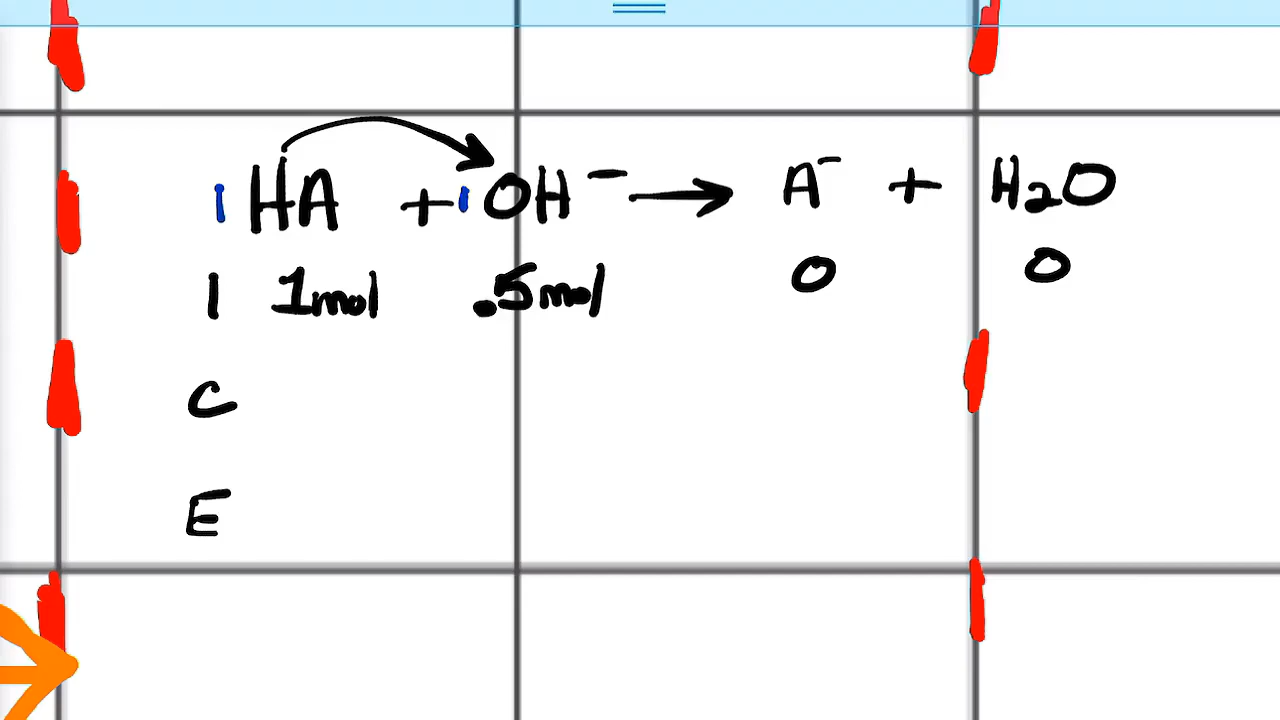 1 HA + 1 OH⁻ → A⁻ + H₂O
I 1mol .5mol 0 0
C
E